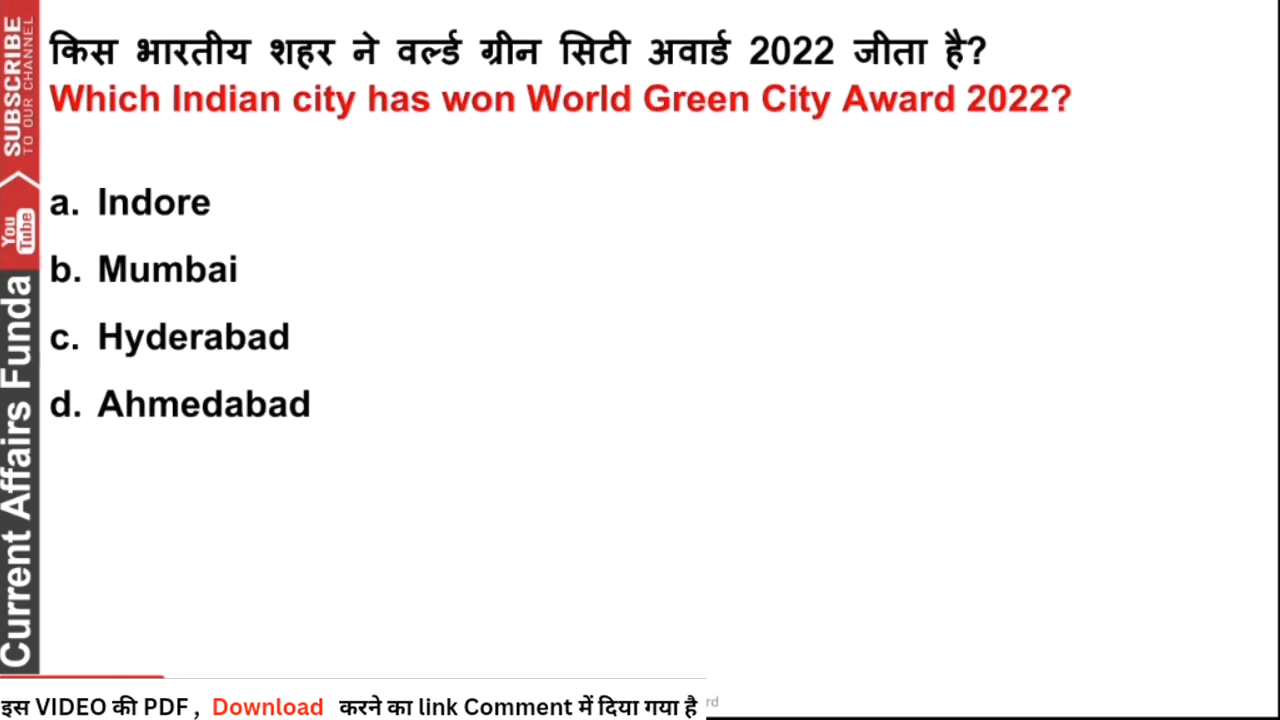 किस भारतीय शहर ने वर्ल्ड ग्रीन सिटी अवार्ड 2022 जीता है?
Which Indian city has won World Green City Award 2022?
a. Indore
b. Mumbai
c. Hyderabad
d. Ahmedabad
SUBSCRIBE
TO OUR CHANNEL
You
Tube
Current Affairs Funda
इस VIDEO की PDF , Download करने का link Comment में दिया गया है
rd